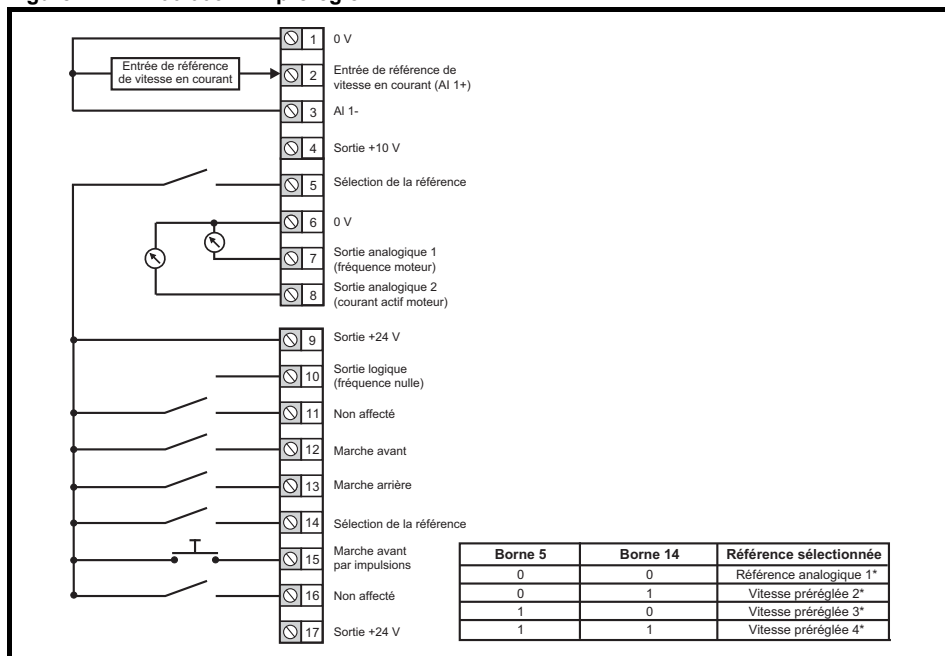 1 0 V
Entrée de référence
de vitesse en courant
2 Entrée de référence de
vitesse en courant (AI 1+)
3 AI 1-
4 Sortie +10 V
5 Sélection de la référence
6 0 V
7 Sortie analogique 1
(fréquence moteur)
8 Sortie analogique 2
(courant actif moteur)
9 Sortie +24 V
10 Sortie logique
(fréquence nulle)
11 Non affecté
12 Marche avant
13 Marche arrière
14 Sélection de la référence
15 Marche avant
par impulsions
16 Non affecté
17 Sortie +24 V
Borne 5 Borne 14 Référence sélectionnée
0 0 Référence analogique 1*
0 1 Vitesse préréglée 2*
1 0 Vitesse préréglée 3*
1 1 Vitesse préréglée 4*